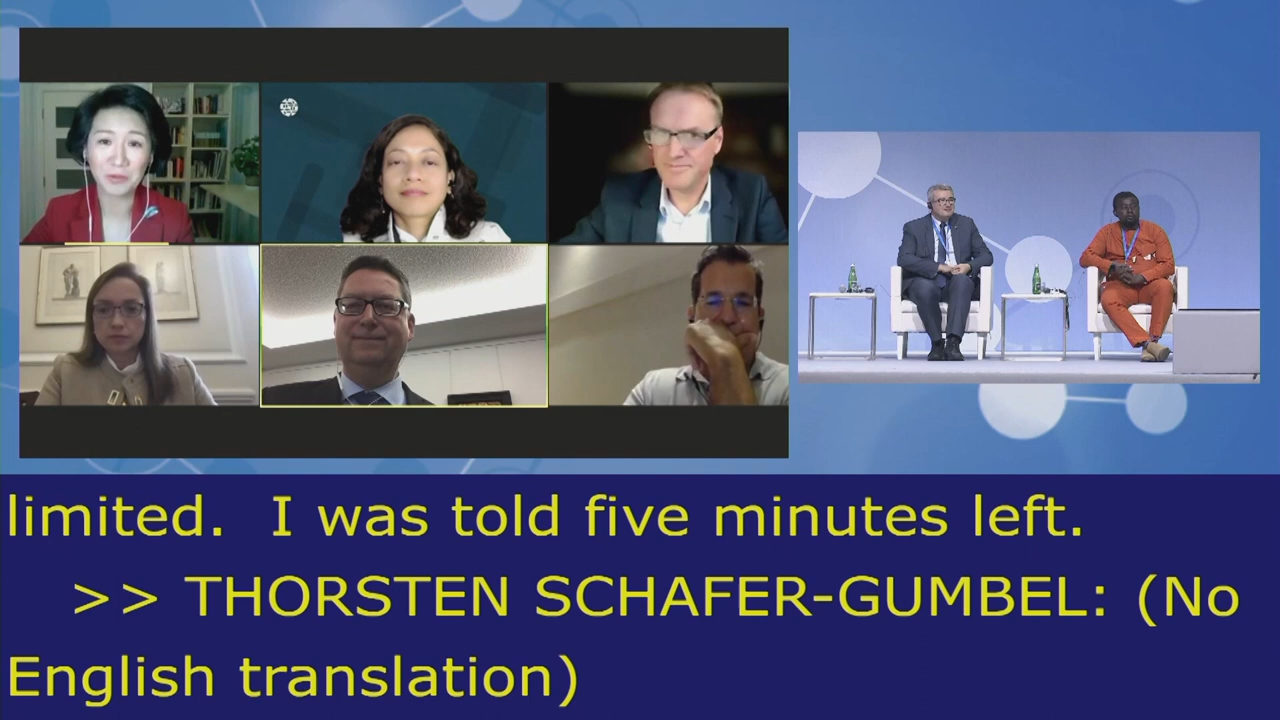 limited.  I was told five minutes left.
>> THORSTEN SCHAFER-GUMBEL: (No
English translation)